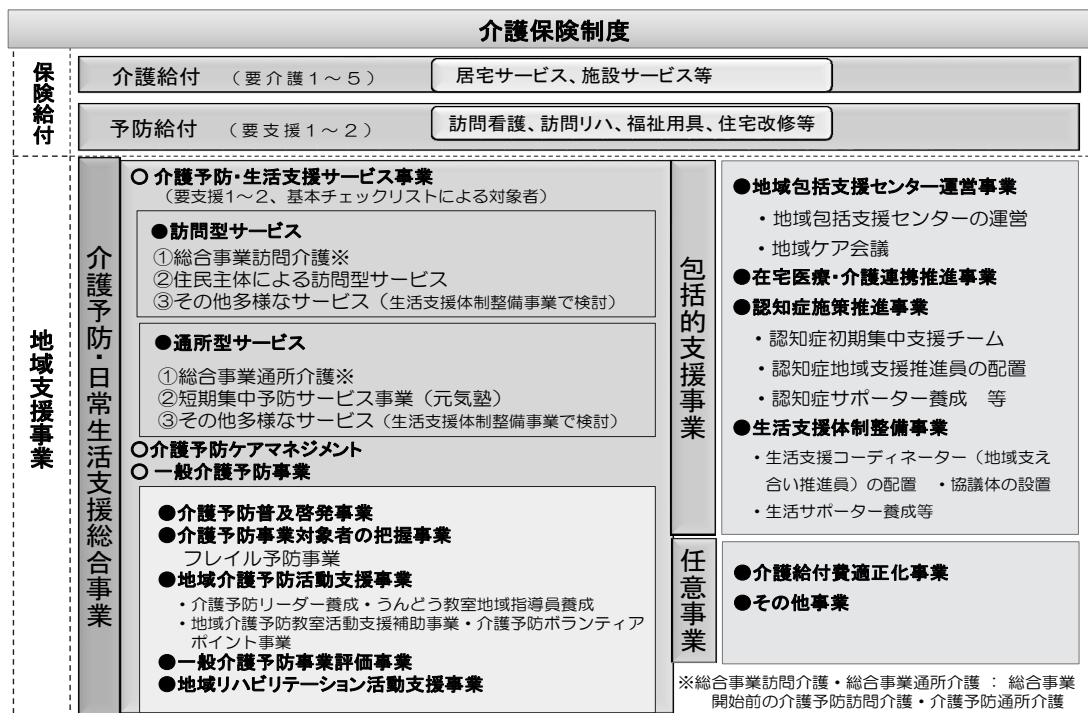 介護保険制度
保険給付
介護給付 （要介護１～５） 居宅サービス、施設サービス等
予防給付 （要支援１～２） 訪問看護、訪問リハ、福祉用具、住宅改修等
地域支援事業
介護予防・日常生活支援総合事業
○ 介護予防・生活支援サービス事業
（要支援1～2、基本チェックリストによる対象者）
●訪問型サービス
①総合事業訪問介護※
②住民主体による訪問型サービス
③その他多様なサービス（生活支援体制整備事業で検討）
●通所型サービス
①総合事業通所介護※
②短期集中予防サービス事業（元気塾）
③その他多様なサービス（生活支援体制整備事業で検討）
○介護予防ケアマネジメント
○ 一般介護予防事業
●介護予防普及啓発事業
●介護予防事業対象者の把握事業
フレイル予防事業
●地域介護予防活動支援事業
・介護予防リーダー養成・うんどう教室地域指導員養成
・地域介護予防教室活動支援補助事業・介護予防ボランティア
ポイント事業
●一般介護予防事業評価事業
●地域リハビリテーション活動支援事業
包括的支援事業
●地域包括支援センター運営事業
・地域包括支援センターの運営
・地域ケア会議
●在宅医療・介護連携推進事業
●認知症施策推進事業
・認知症初期集中支援チーム
・認知症地域支援推進員の配置
・認知症サポーター養成　等
●生活支援体制整備事業
・生活支援コーディネーター（地域支え
合い推進員）の配置　・協議体の設置
・生活サポーター養成等
任意事業
●介護給付費適正化事業
●その他事業
※総合事業訪問介護・総合事業通所介護 ： 総合事業
開始前の介護予防訪問介護・介護予防通所介護